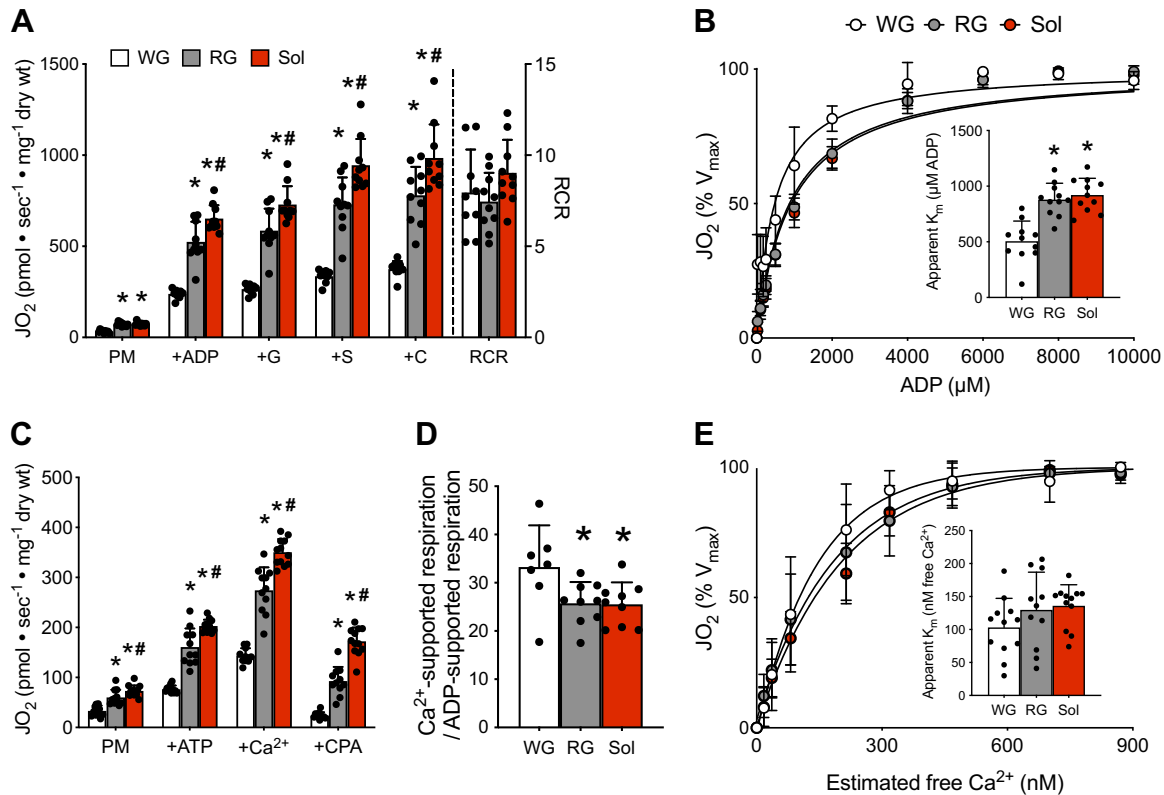 A
WG RG Sol
JO2 (pmol • sec-1 • mg-1 dry wt)
1500
1000
500
0
* *
* *#
* *#
* *#
* *#
15
10
5
0
RCR
PM +ADP +G +S +C RCR
B
WG RG Sol
JO2 (% Vmax)
100
50
0
0 2000 4000 6000 8000 10000
ADP (µM)
Apparent Km (µM ADP)
1500
1000
500
0
* *
WG RG Sol
C
JO2 (pmol • sec-1 • mg-1 dry wt)
500
400
300
200
100
0
* *#
* *#
* *#
* *#
PM +ATP +Ca2+ +CPA
D
Ca2+-supported respiration
/ ADP-supported respiration
50
40
30
20
10
0
* *
WG RG Sol
E
JO2 (% Vmax)
100
50
0
0 300 600 900
Estimated free Ca2+ (nM)
Apparent Km (nM free Ca2+)
250
200
150
100
50
0
WG RG Sol